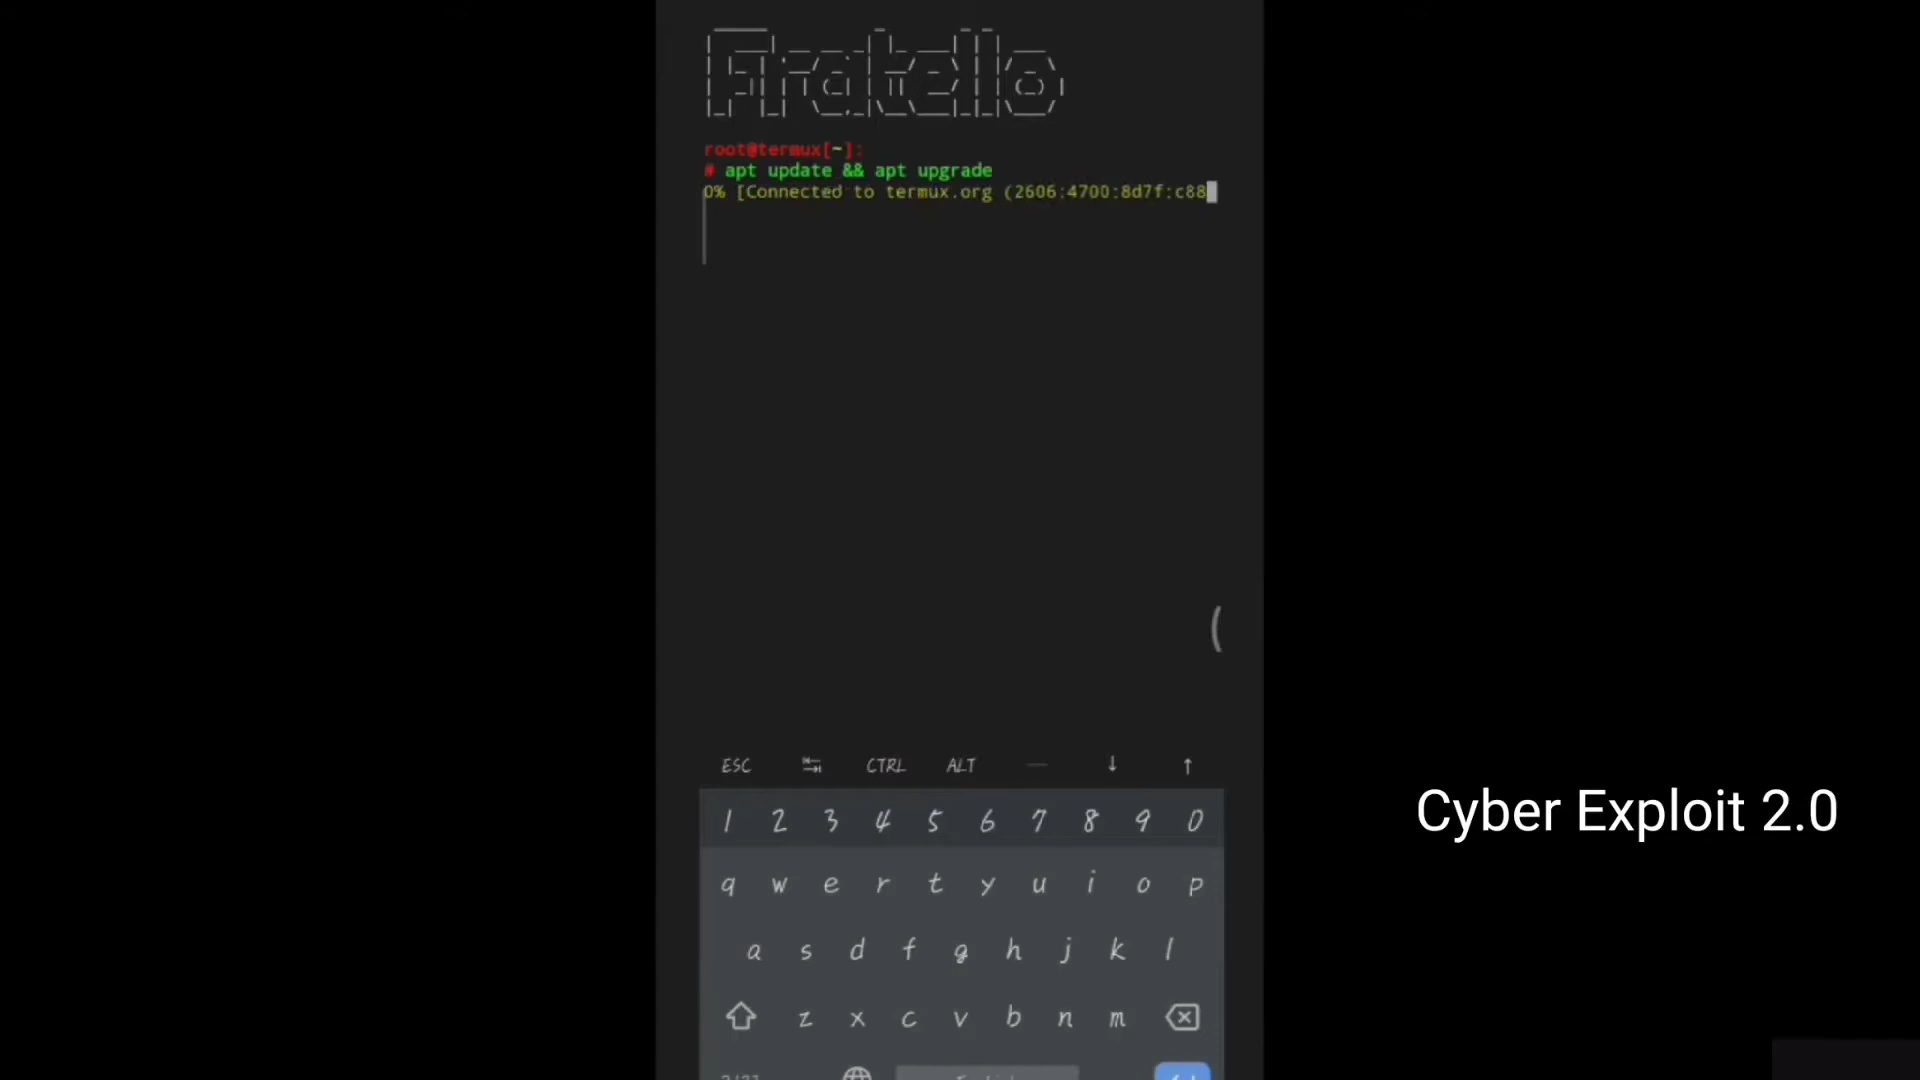 Fratello
root@termux[~]:
# apt update && apt upgrade
0% [Connected to termux.org (2606:4700:8d7f:c88
(
ESC ↹ CTRL ALT — ↓ ↑
1 2 3 4 5 6 7 8 9 0
q w e r t y u i o p
a s d f g h j k l
z x c v b n m
Cyber Exploit 2.0